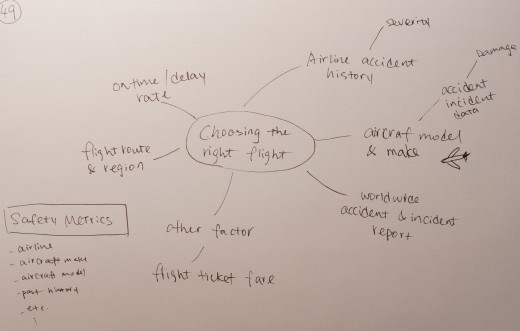 49
severity
Airline accident
history
Damage
accident
incident
data
ontime/delay
rate
Choosing the
right flight
aircraf model
& make
flight route
& region
worldwide
accident & incident
report
other factor
flight ticket fare
Safety Metrics
- airline
- aircraft make
- aircraft model
- past history
- etc.